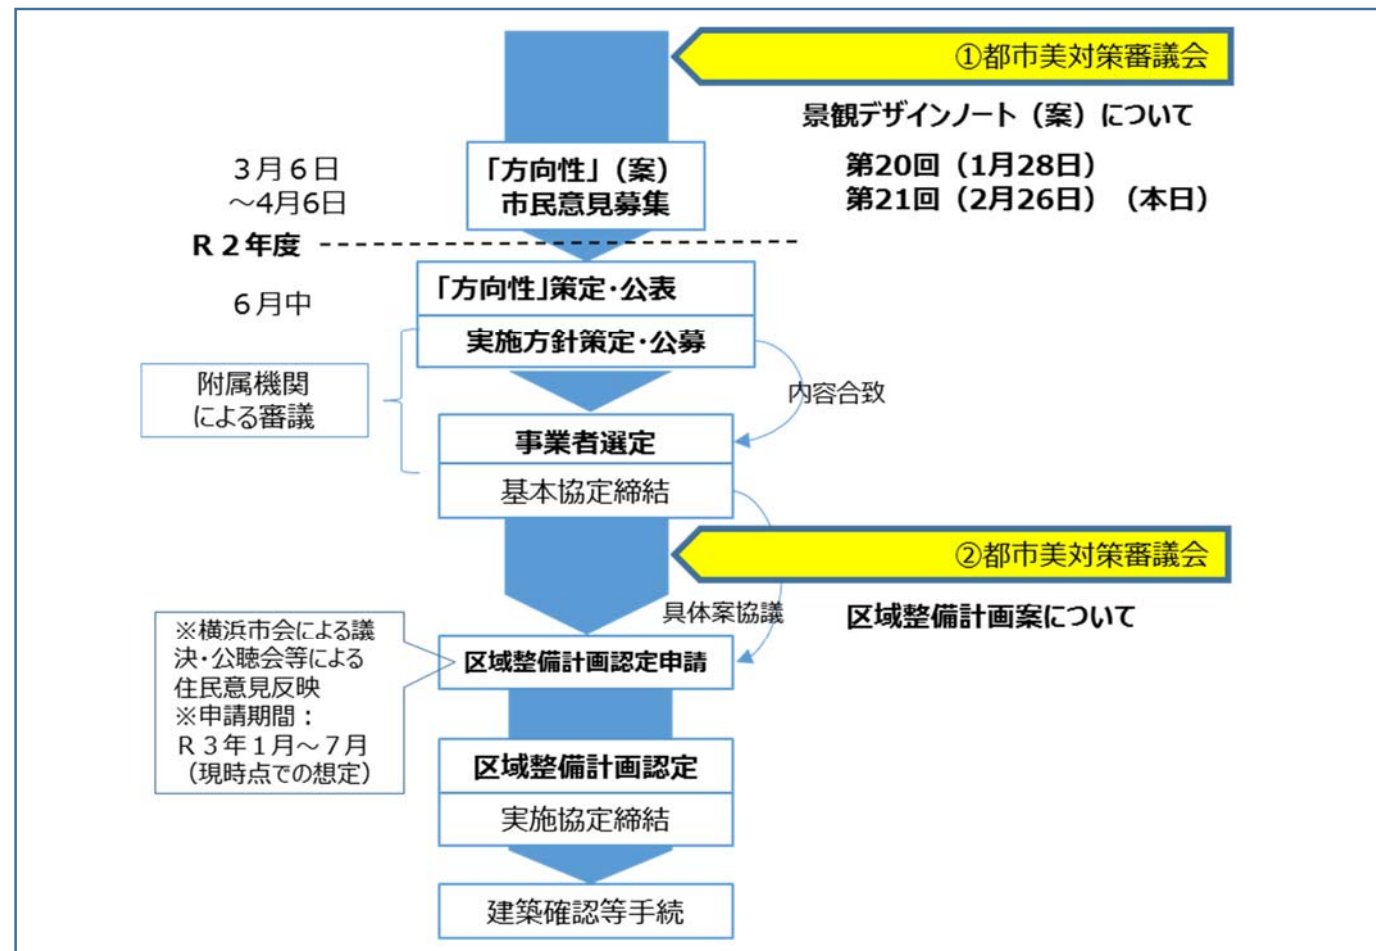 ①都市美対策審議会
景観デザインノート（案）について
第20回（1月28日）
第21回（2月26日）（本日）
３月６日
～4月6日
「方向性」（案）
市民意見募集
Ｒ２年度
６月中
「方向性」策定・公表
実施方針策定・公募
附属機関
による審議
内容合致
事業者選定
基本協定締結
②都市美対策審議会
具体案協議
区域整備計画案について
※横浜市会による議
決・公聴会等による
住民意見反映
※申請期間：
Ｒ３年１月～７月
（現時点での想定）
区域整備計画認定申請
区域整備計画認定
実施協定締結
建築確認等手続